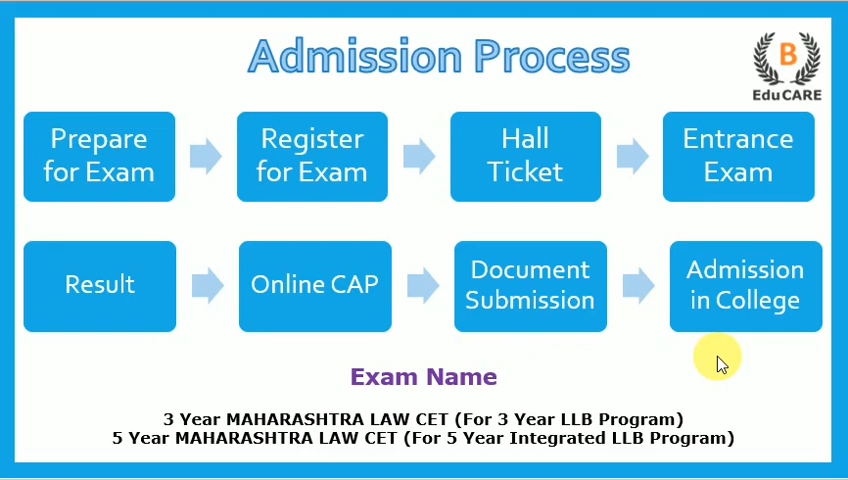 Admission Process
B
EduCARE
Prepare
for Exam
Register
for Exam
Hall
Ticket
Entrance
Exam
Result
Online CAP
Document
Submission
Admission
in College
Exam Name
3 Year MAHARASHTRA LAW CET (For 3 Year LLB Program)
5 Year MAHARASHTRA LAW CET (For 5 Year Integrated LLB Program)